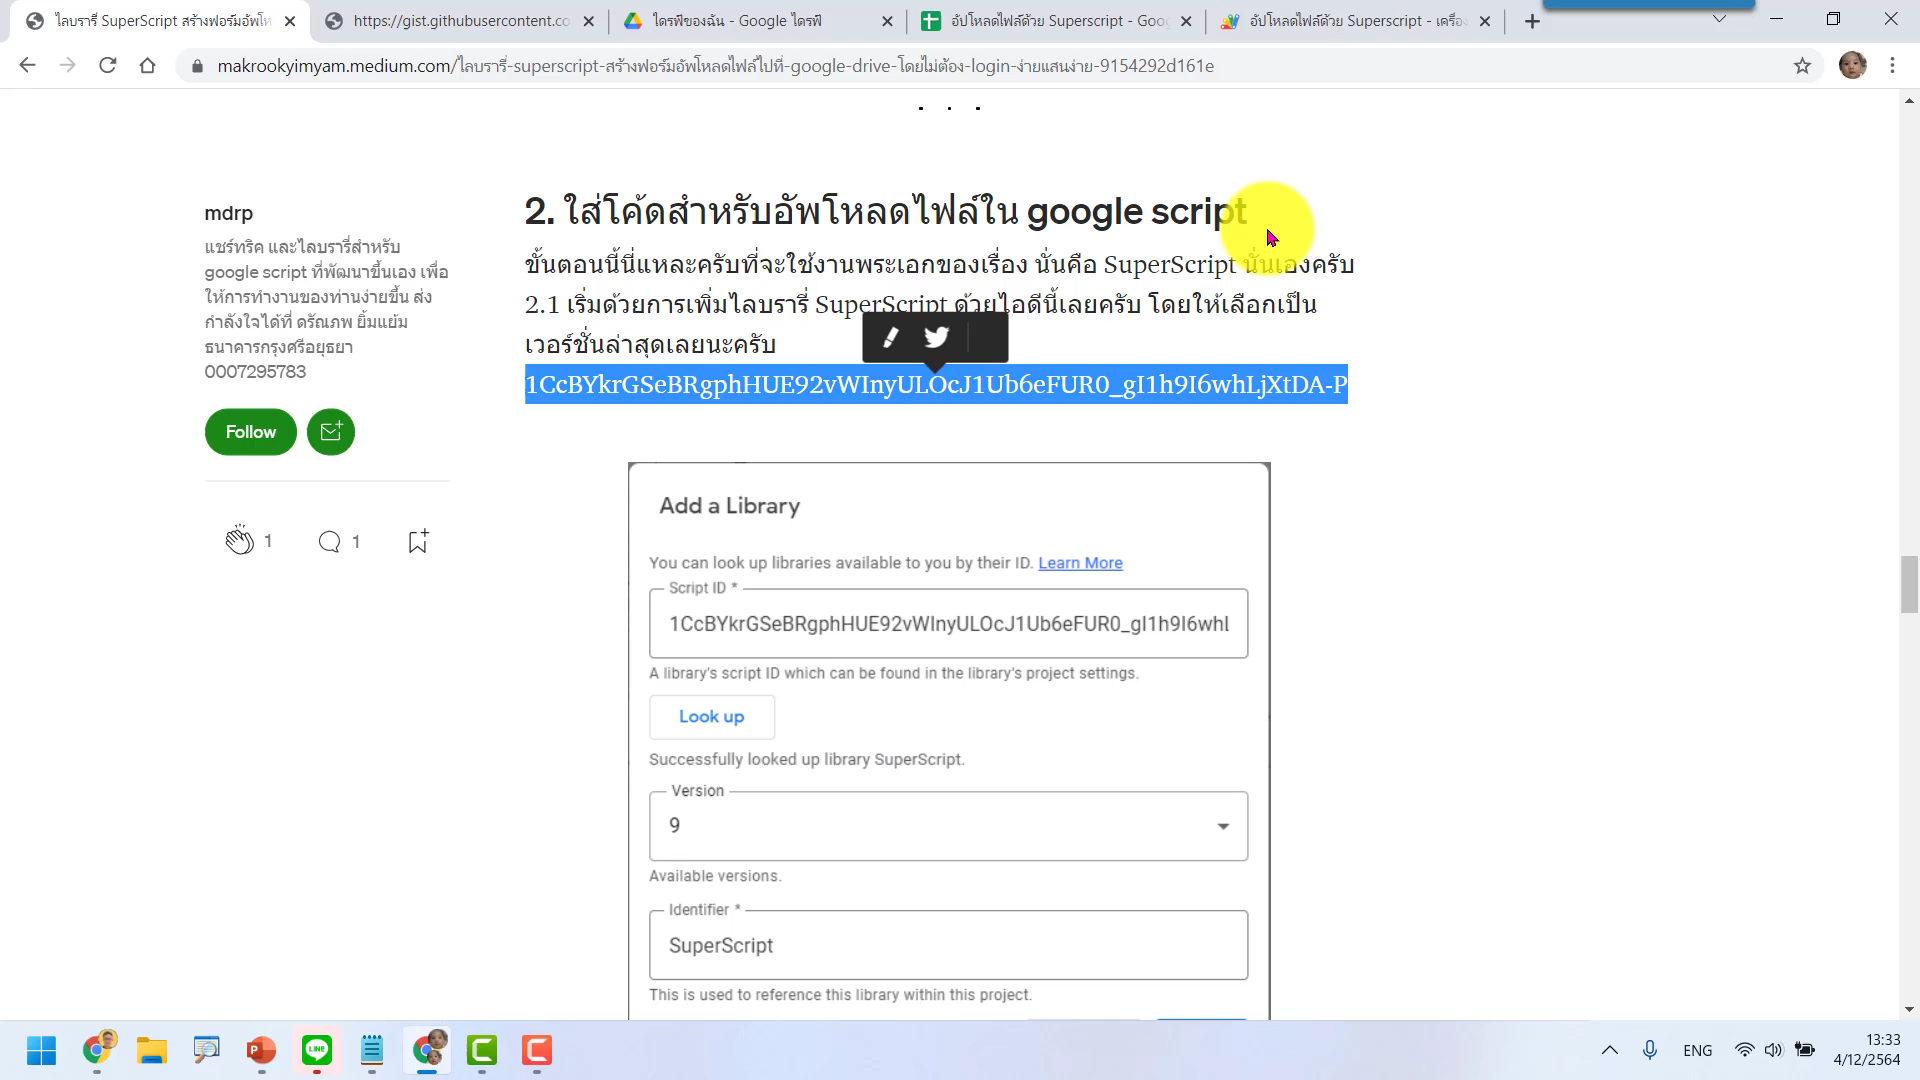 ไลบรารี่ SuperScript สร้างฟอร์มอัพโห
https://gist.githubusercontent.co
ไดรฟ์ของฉัน - Google ไดรฟ์
อัปโหลดไฟล์ด้วย Superscript - Goog
อัปโหลดไฟล์ด้วย Superscript - เครื่อง
makrookyimyam.medium.com/ไลบรารี่-superscript-สร้างฟอร์มอัพโหลดไฟล์ไปที่-google-drive-โดยไม่ต้อง-login-ง่ายแสนง่าย-9154292d161e
. . .
mdrp
แชร์ทริค และไลบรารี่สำหรับ
google script ที่พัฒนาขึ้นเอง เพื่อ
ให้การทำงานของท่านง่ายขึ้น ส่ง
กำลังใจได้ที่ ดรัณภพ ยิ้มแย้ม
ธนาคารกรุงศรีอยุธยา
0007295783
Follow
1
1
2. ใส่โค้ดสำหรับอัพโหลดไฟล์ใน google script
ขั้นตอนนี้นี่แหละครับที่จะใช้งานพระเอกของเรื่อง นั่นคือ SuperScript นั่นเองครับ
2.1 เริ่มด้วยการเพิ่มไลบรารี่ SuperScript ด้วยไอดีนี้เลยครับ โดยให้เลือกเป็น
เวอร์ชั่นล่าสุดเลยนะครับ
1CcBYkrGSeBRgphHUE92vWInyULOcJ1Ub6eFUR0_gI1h9I6whLjXtDA-P
Add a Library
You can look up libraries available to you by their ID. Learn More
Script ID *
1CcBYkrGSeBRgphHUE92vWInyULOcJ1Ub6eFUR0_gI1h9I6whL
A library's script ID which can be found in the library's project settings.
Look up
Successfully looked up library SuperScript.
Version
9
Available versions.
Identifier *
SuperScript
This is used to reference this library within this project.
LINE
ENG
13:33
4/12/2564